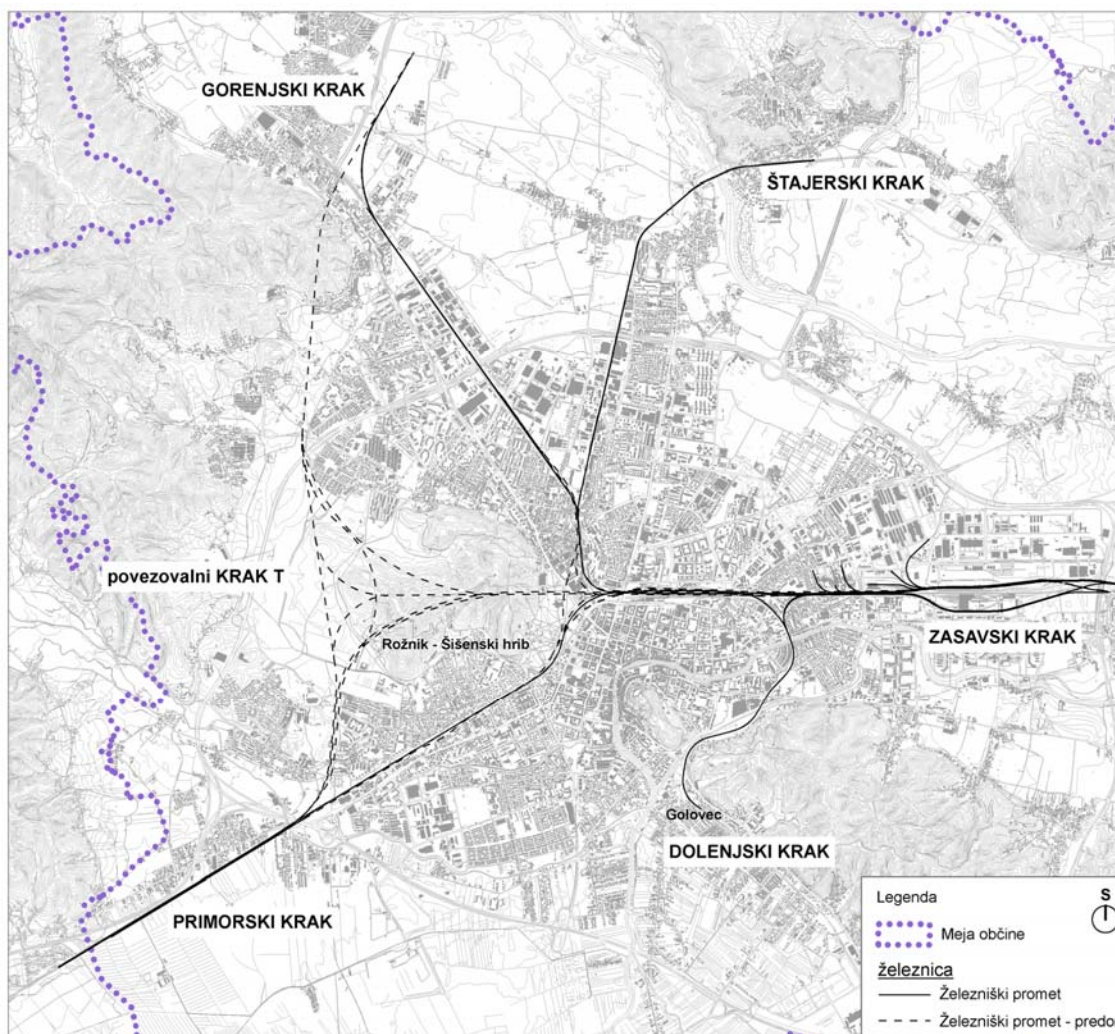 GORENJSKI KRAK
ŠTAJERSKI KRAK
povezovalni KRAK T
Rožnik - Šišenski hrib
ZASAVSKI KRAK
Golovec
DOLENJSKI KRAK
PRIMORSKI KRAK
Legenda
S
Meja občine
železnica
Železniški promet
Železniški promet - predo